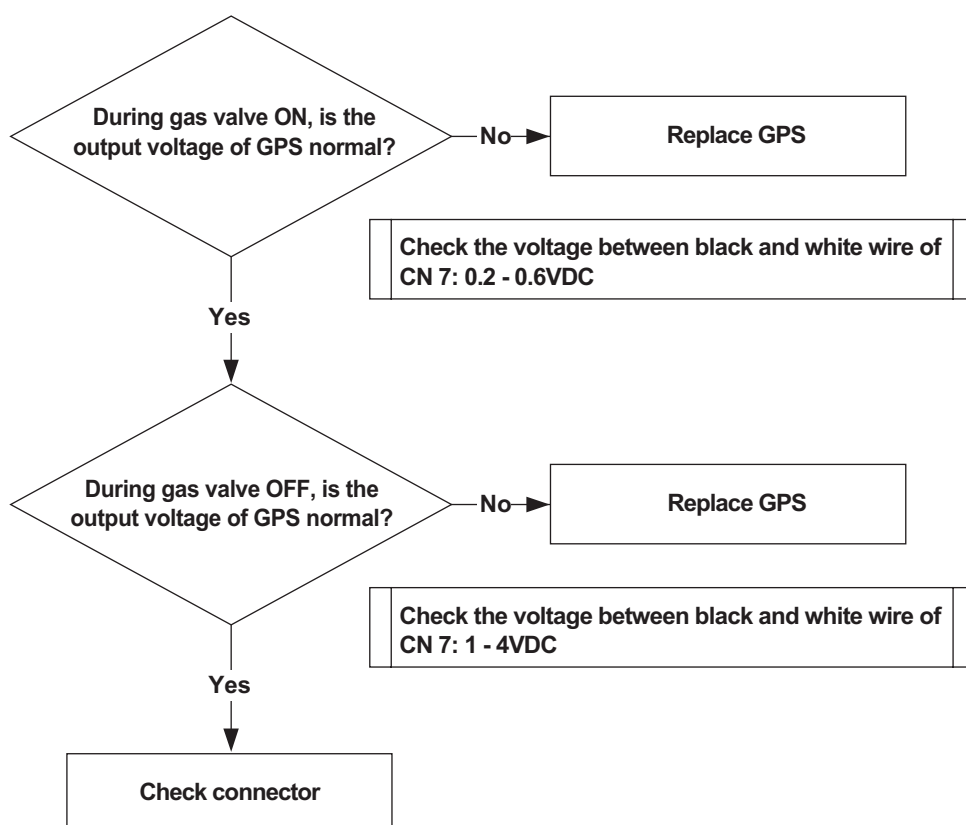 During gas valve ON, is the
output voltage of GPS normal?
No
Replace GPS
Check the voltage between black and white wire of
CN 7: 0.2 - 0.6VDC
Yes
During gas valve OFF, is the
output voltage of GPS normal?
No
Replace GPS
Check the voltage between black and white wire of
CN 7: 1 - 4VDC
Yes
Check connector